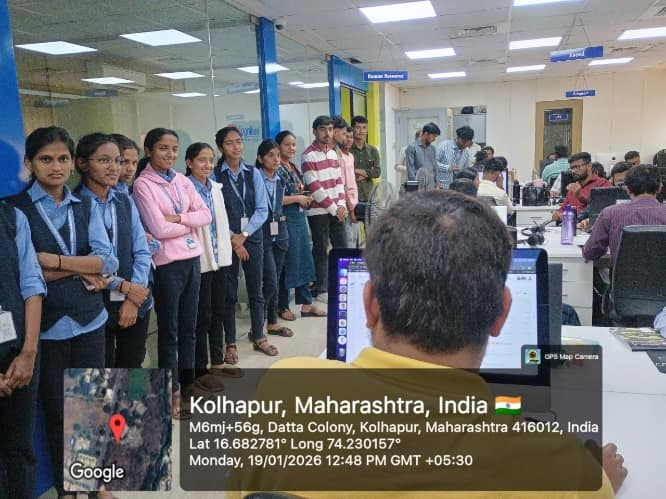 Human Resource
GPS Map Camera
Kolhapur, Maharashtra, India
M6mj+56g, Datta Colony, Kolhapur, Maharashtra 416012, India
Lat 16.682781° Long 74.230157°
Monday, 19/01/2026 12:48 PM GMT +05:30
Google